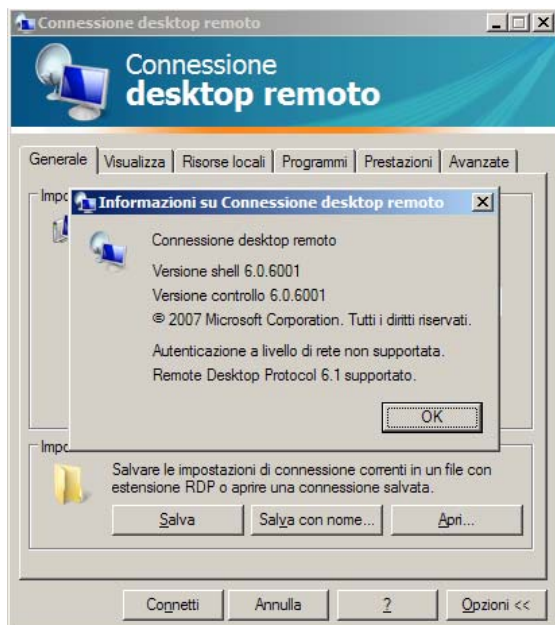 Connessione desktop remoto
Connessione
desktop remoto
Generale Visualizza Risorse locali Programmi Prestazioni Avanzate
Informazioni su Connessione desktop remoto
Connessione desktop remoto
Versione shell 6.0.6001
Versione controllo 6.0.6001
© 2007 Microsoft Corporation. Tutti i diritti riservati.
Autenticazione a livello di rete non supportata.
Remote Desktop Protocol 6.1 supportato.
OK
Salvare le impostazioni di connessione correnti in un file con
estensione RDP o aprire una connessione salvata.
Salva Salva con nome... Apri...
Connetti Annulla ? Opzioni <<